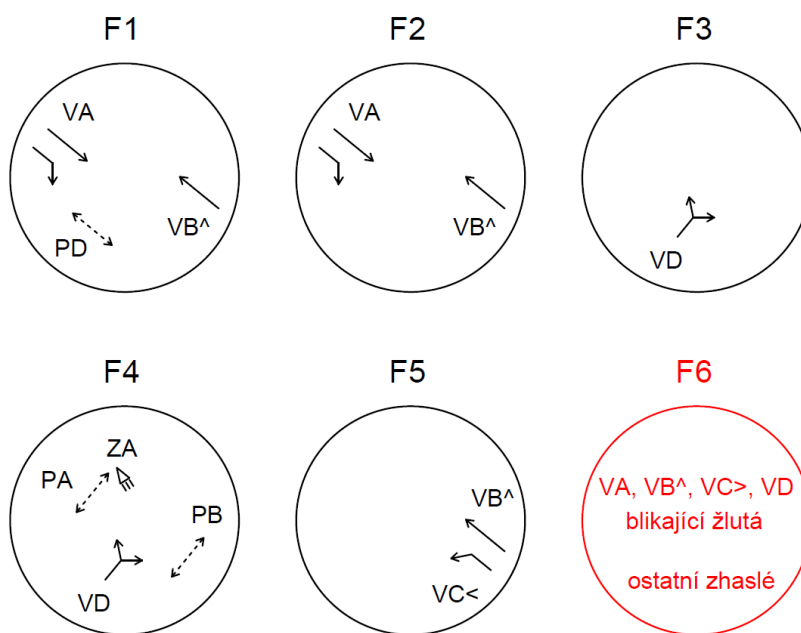 F1
F2
F3
VA
VB^
PD
VA
VB^
VD
F4
F5
F6
ZA
PA
PB
VD
VB^
VC<
VA, VB^, VC>, VD
blikající žlutá
ostatní zhaslé